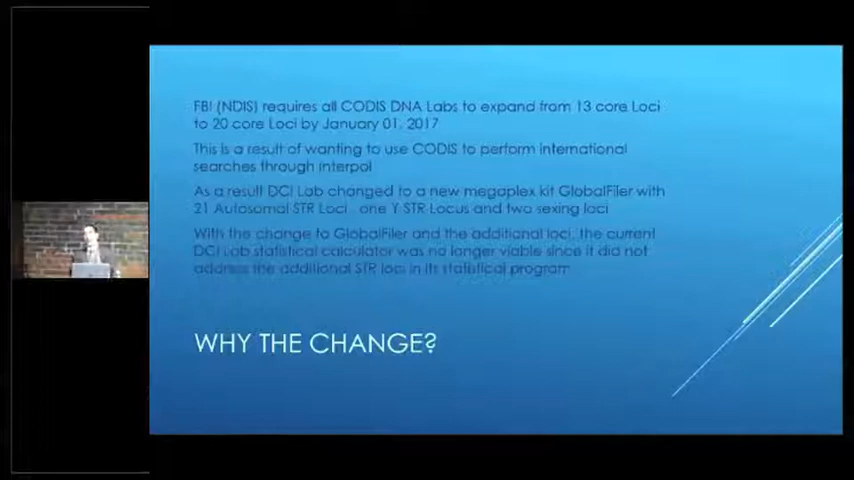 FBI (NDIS) requires all CODIS DNA Labs to expand from 13 core Loci
to 20 core Loci by January 01, 2017
This is a result of wanting to use CODIS to perform international
searches through Interpol
As a result DCI Lab changed to a new megaplex kit GlobalFiler with
21 Autosomal STR Loci one Y-STR Locus and two sexing loci
With the change to GlobalFiler and the additional loci, the current
DCI Lab statistical calculator was no longer viable since it did not
address the additional STR loci in its statistical program
WHY THE CHANGE?